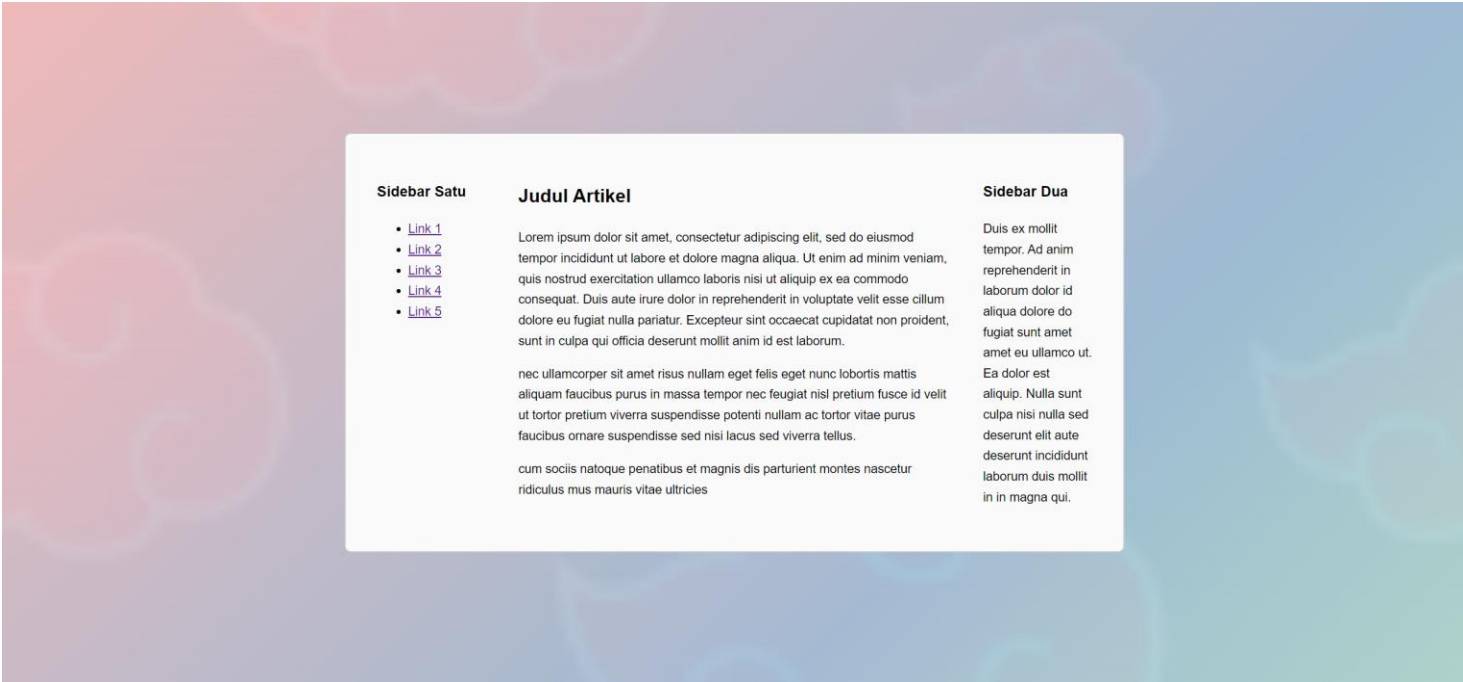 Sidebar Satu
Link 1
Link 2
Link 3
Link 4
Link 5
Judul Artikel
Lorem ipsum dolor sit amet, consectetur adipiscing elit, sed do eiusmod
tempor incididunt ut labore et dolore magna aliqua. Ut enim ad minim veniam,
quis nostrud exercitation ullamco laboris nisi ut aliquip ex ea commodo
consequat. Duis aute irure dolor in reprehenderit in voluptate velit esse cillum
dolore eu fugiat nulla pariatur. Excepteur sint occaecat cupidatat non proident,
sunt in culpa qui officia deserunt mollit anim id est laborum.
nec ullamcorper sit amet risus nullam eget felis eget nunc lobortis mattis
aliquam faucibus purus in massa tempor nec feugiat nisl pretium fusce id velit
ut tortor pretium viverra suspendisse potenti nullam ac tortor vitae purus
faucibus ornare suspendisse sed nisi lacus sed viverra tellus.
cum sociis natoque penatibus et magnis dis parturient montes nascetur
ridiculus mus mauris vitae ultricies
Sidebar Dua
Duis ex mollit
tempor. Ad anim
reprehenderit in
laborum dolor id
aliqua dolore do
fugiat sunt amet
amet eu ullamco ut.
Ea dolor est
aliquip. Nulla sunt
culpa nisi nulla sed
deserunt elit aute
deserunt incididunt
laborum duis mollit
in in magna qui.